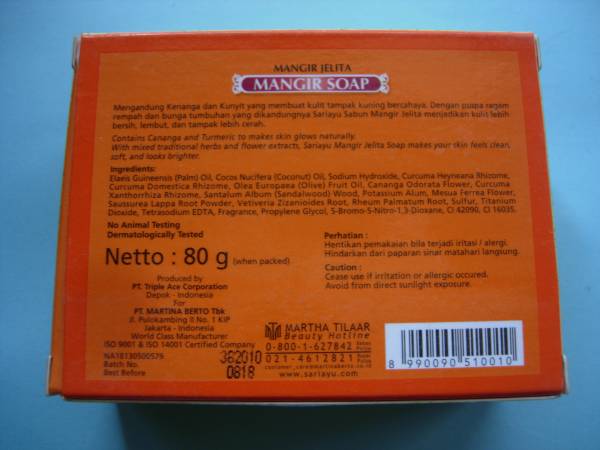 MANGIR JELITA
MANGIR SOAP
Mengandung Kenanga dan Kunyit yang membuat kulit tampak kuning bercahaya. Dengan puspa ragam
rempah dan bunga tumbuhan yang dikandungnya Sariayu Sabun Mangir Jelita menjadikan kulit lebih
bersih, lembut, dan tampak lebih cerah.
Contains Cananga and Turmeric to makes skin glows naturally.
With mixed traditional herbs and flower extracts, Sariayu Mangir Jelita Soap makes your skin feels clean,
soft, and looks brighter.
Ingredients:
Elaeis Guineensis (Palm) Oil, Cocos Nucifera (Coconut) Oil, Sodium Hydroxide, Curcuma Heyneana Rhizome,
Curcuma Domestica Rhizome, Olea Europaea (Olive) Fruit Oil, Cananga Odorata Flower, Curcuma
Xanthorrhiza Rhizome, Santalum Album (Sandalwood) Wood, Potassium Alum, Mesua Ferrea Flower,
Saussurea Lappa Root Powder, Vetiveria Zizanioides Root, Rheum Palmatum Root, Sulfur, Titanium
Dioxide, Tetrasodium EDTA, Fragrance, Propylene Glycol, 5-Bromo-5-Nitro-1,3-Dioxane, CI 42090, CI 16035.
No Animal Testing
Dermatologically Tested
Netto : 80 g (when packed)
Produced by
PT. Triple Ace Corporation
Depok - Indonesia
For
PT. MARTINA BERTO Tbk
Jl. Pulokambing II No. 1 KIP
Jakarta - Indonesia
World Class Manufacturer
ISO 9001 & ISO 14001 Certified Company
NA18130500579
Batch No.
Best Before
362010
0818
Perhatian :
Hentikan pemakaian bila terjadi iritasi / alergi.
Hindarkan dari paparan sinar matahari langsung.
Caution :
Cease use if irritation or allergic occured.
Avoid from direct sunlight exposure.
MARTHA TILAAR
Beauty Hotline
0-800-1-627842 Bebas Pulsa
021-4612821
customer_care@martinaberto.co.id
www.sariayu.com
8 990090 510010